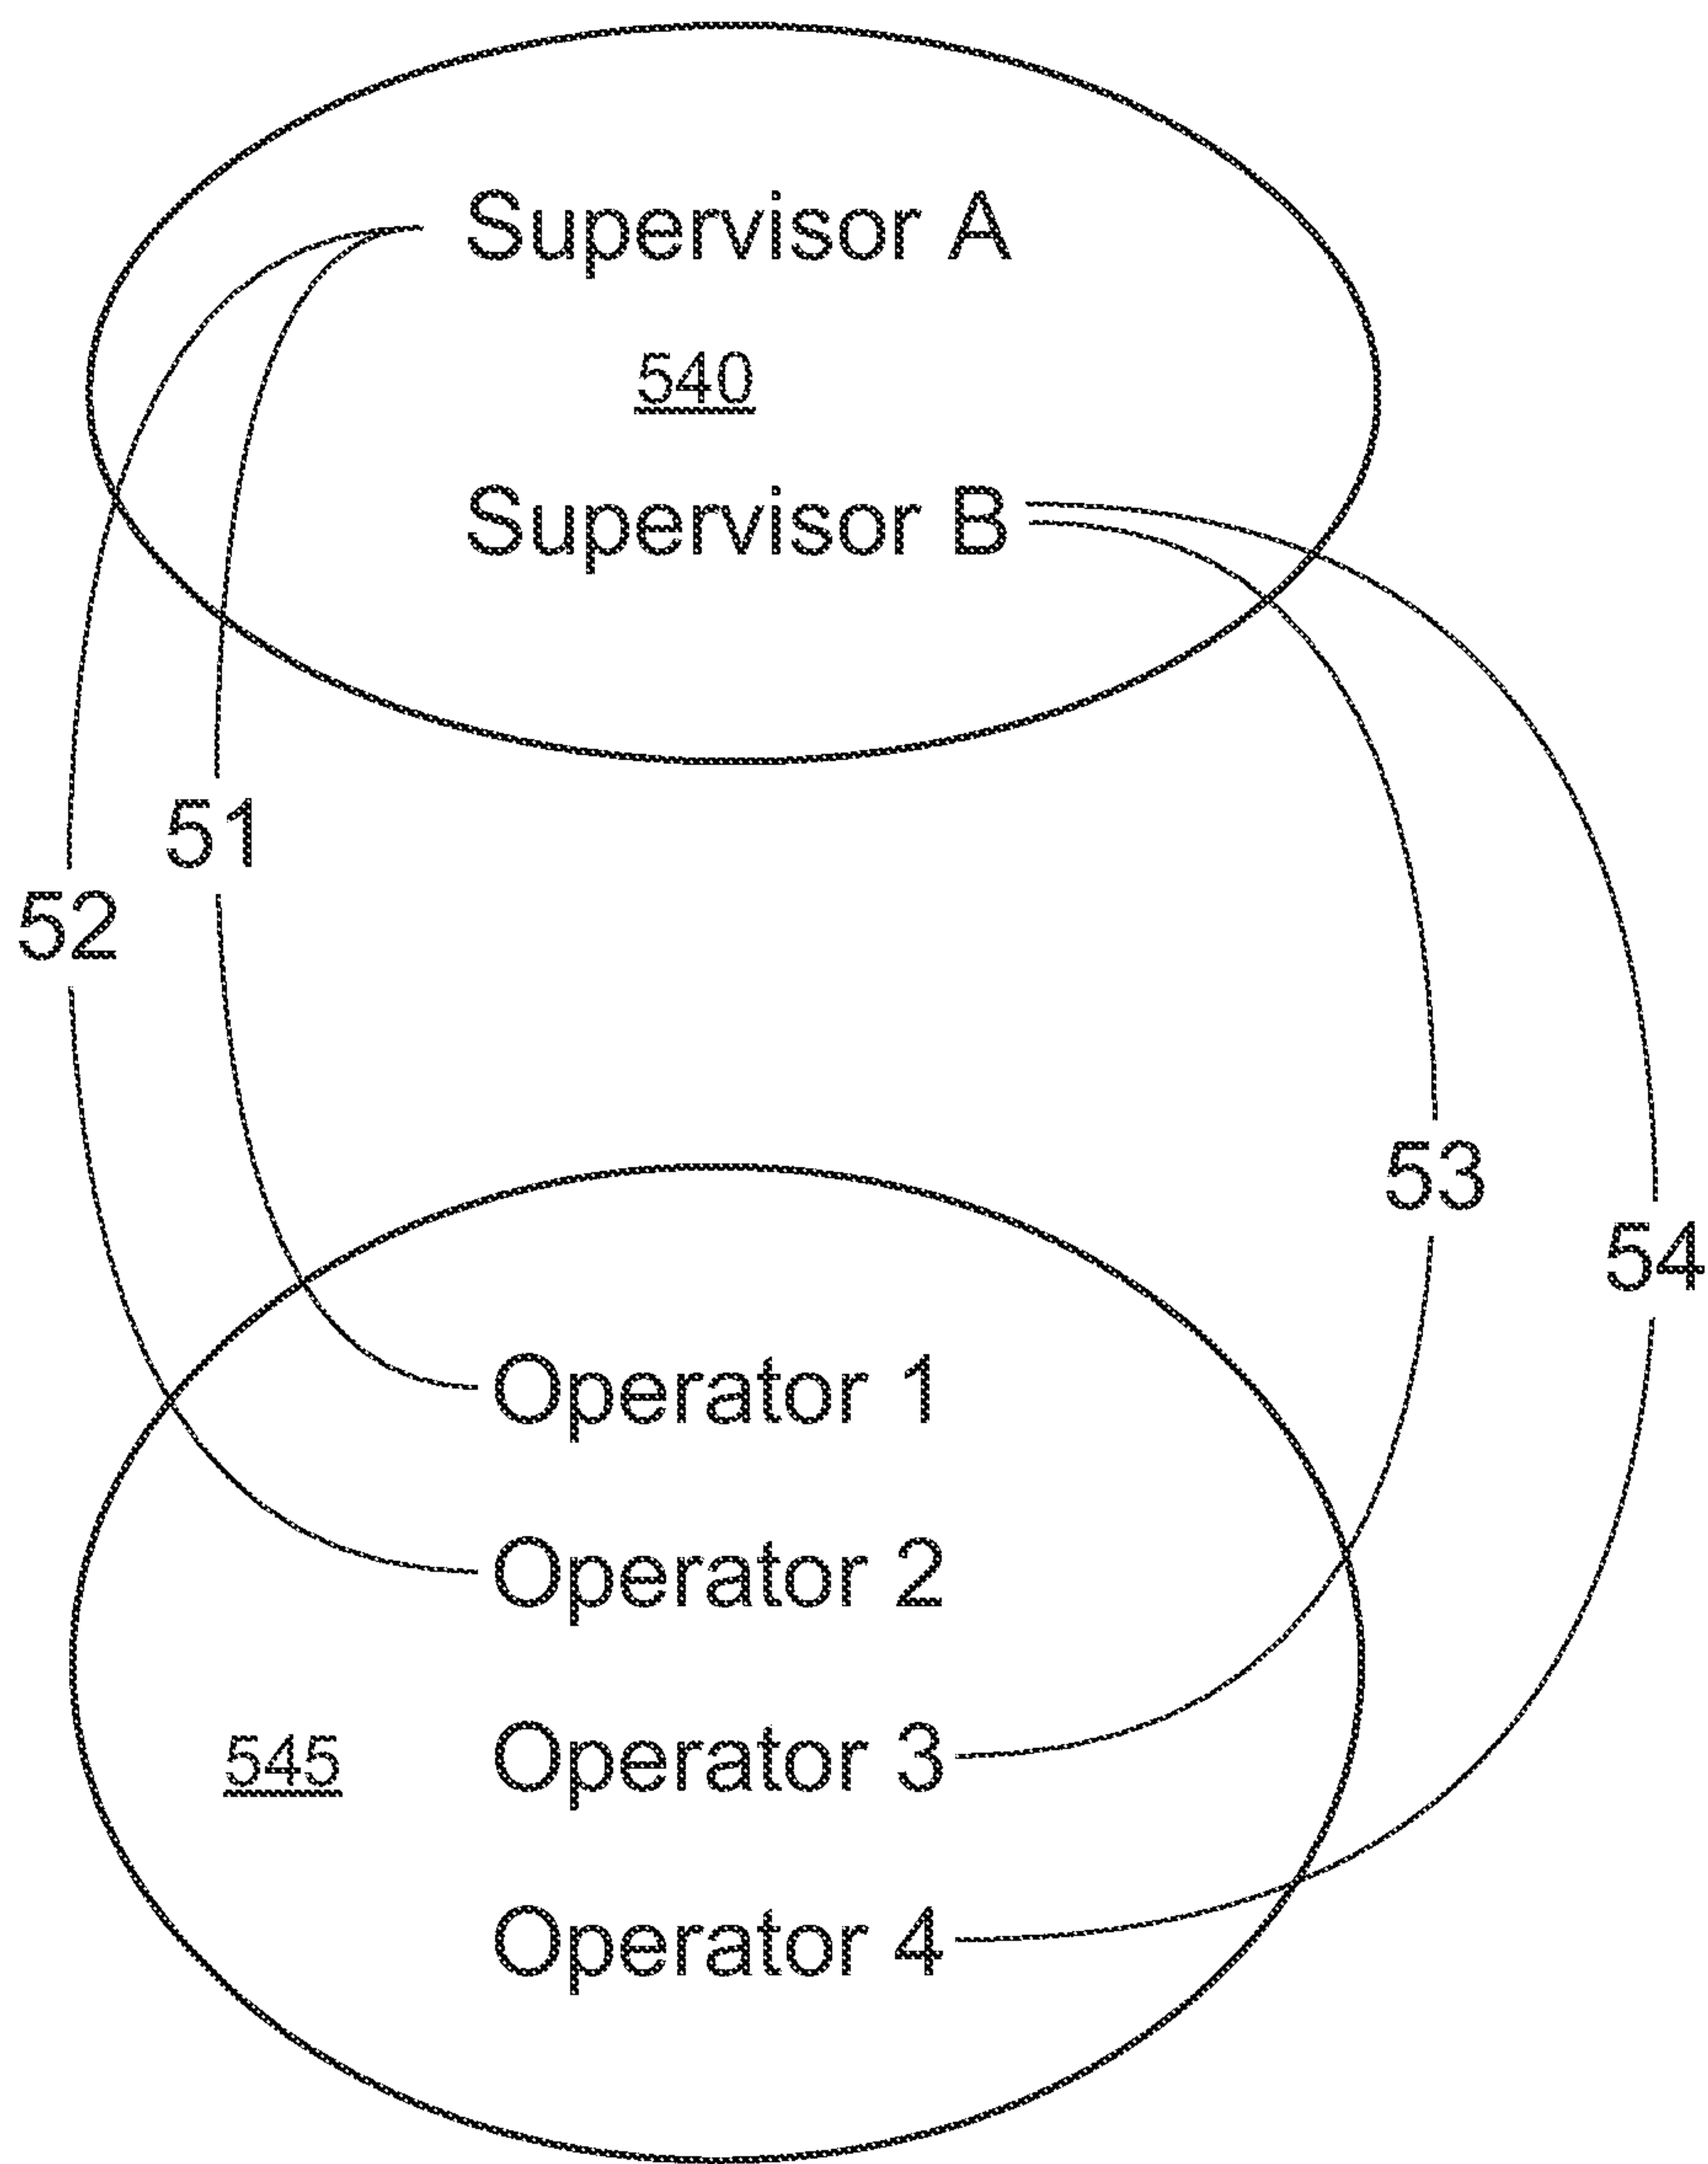 Supervisor A
540
Supervisor B
51
52
53
54
Operator 1
Operator 2
545 Operator 3
Operator 4